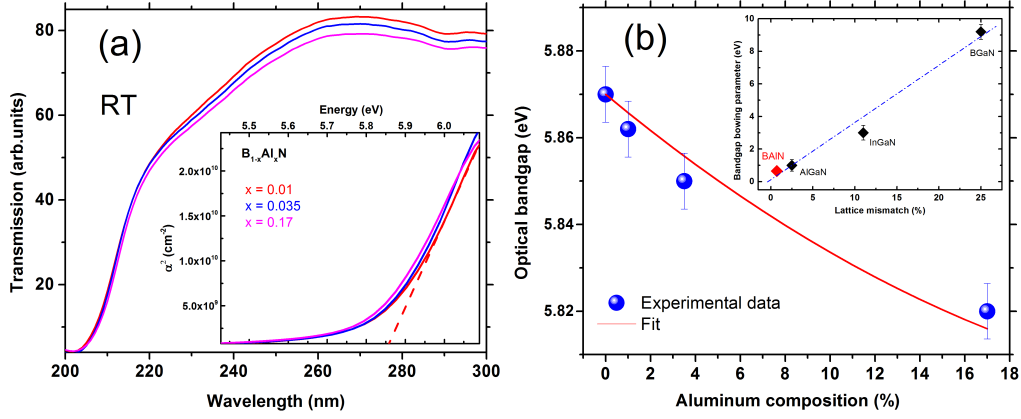 (a)
RT
Transmission (arb.units)
80
60
40
20
200 220 240 260 280 300
Wavelength (nm)
Energy (eV)
5.5 5.6 5.7 5.8 5.9 6.0
B1-xAlxN
x = 0.01
x = 0.035
x = 0.17
α² (cm⁻²)
2.0x10¹⁰
1.5x10¹⁰
1.0x10¹⁰
5.0x10⁹
(b)
Optical bandgap (eV)
5.88
5.86
5.84
5.82
0 2 4 6 8 10 12 14 16 18
Aluminum composition (%)
Experimental data
Fit
Bandgap bowing parameter (eV)
10
8
6
4
2
0
BGaN
InGaN
BAlN
AlGaN
0 5 10 15 20 25
Lattice mismatch (%)